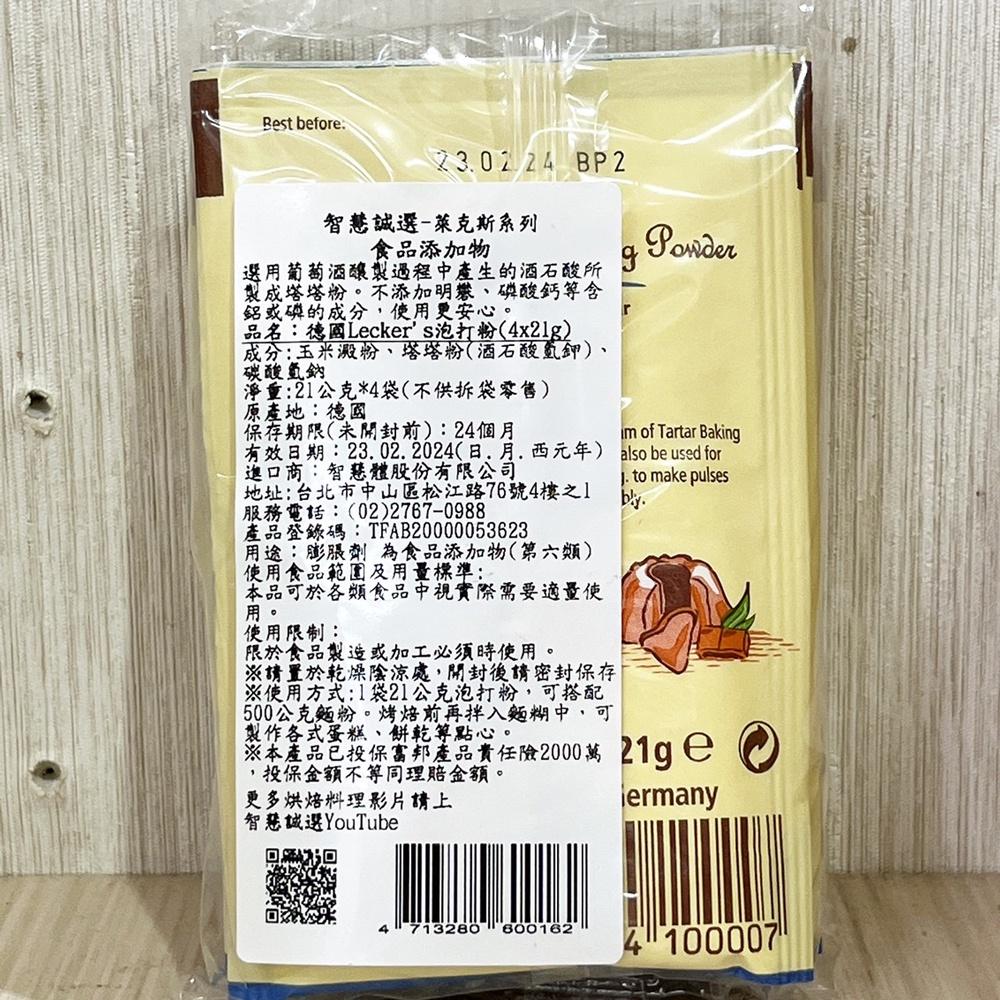 Best before:
23.02.24 BP2
智慧誠選-萊克斯系列
食品添加物
選用葡萄酒釀製過程中產生的酒石酸所
製成塔塔粉。不添加明礬、磷酸鈣等含
鋁或磷的成分，使用更安心。
品名：德國Lecker's泡打粉(4x21g)
成分:玉米澱粉、塔塔粉(酒石酸氫鉀)、
碳酸氫鈉
淨重:21公克*4袋(不供拆袋零售)
原產地：德國
保存期限(未開封前)：24個月
有效日期：23.02.2024(日.月.西元年)
進口商：智慧體股份有限公司
地址:台北市中山區松江路76號4樓之1
服務電話：(02)2767-0988
產品登錄碼：TFAB20000053623
用途：膨脹劑 為食品添加物(第六類)
使用食品範圍及用量標準:
本品可於各類食品中視實際需要適量使
用。
使用限制：
限於食品製造或加工必須時使用。
※請置於乾燥陰涼處，開封後請密封保存
※使用方式:1袋21公克泡打粉，可搭配
500公克麵粉。烤焙前再拌入麵糊中，可
製作各式蛋糕、餅乾等點心。
※本產品已投保富邦產品責任險2000萬
，投保金額不等同理賠金額。
更多烘焙料理影片請上
智慧誠選YouTube
4 713280 600162
g Powder
r
am of Tartar Baking
also be used for
g. to make pulses
bly.
21g ℮
Germany
4 100007